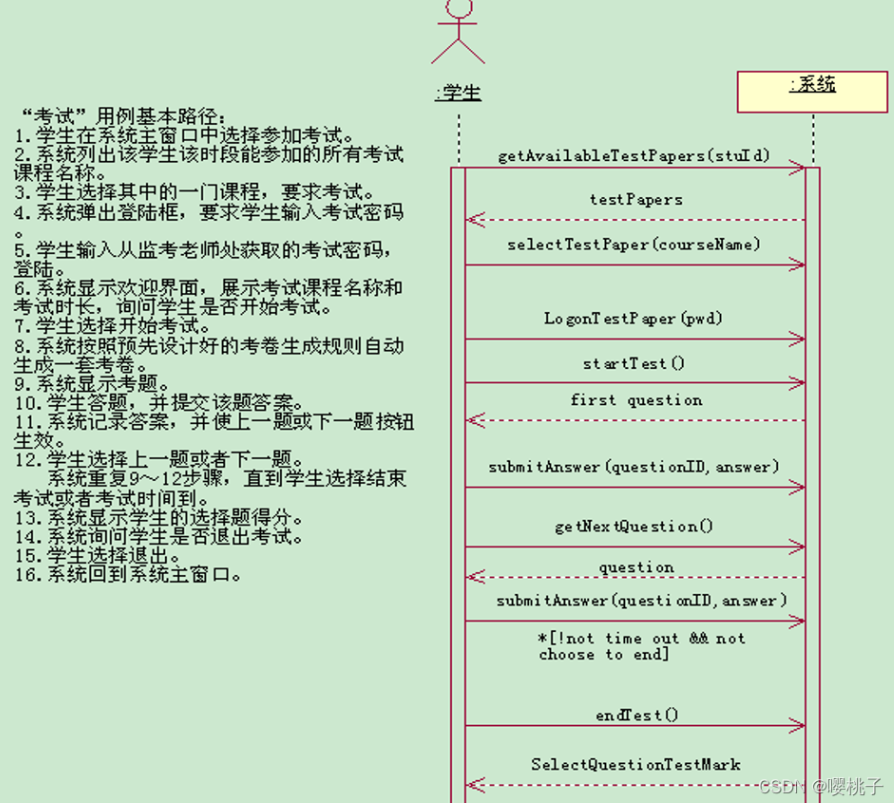 :学生
:系统
“考试”用例基本路径：
1.学生在系统主窗口中选择参加考试。
2.系统列出该学生该时段能参加的所有考试
课程名称。
3.学生选择其中的一门课程，要求考试。
4.系统弹出登陆框，要求学生输入考试密码
。
5.学生输入从监考老师处获取的考试密码，
登陆。
6.系统显示欢迎界面，展示考试课程名称和
考试时长，询问学生是否开始考试。
7.学生选择开始考试。
8.系统按照预先设计好的考卷生成规则自动
生成一套考卷。
9.系统显示考题。
10.学生答题，并提交该题答案。
11.系统记录答案，并使上一题或下一题按钮
生效。
12.学生选择上一题或者下一题。
系统重复9～12步骤，直到学生选择结束
考试或者考试时间到。
13.系统显示学生的选择题得分。
14.系统询问学生是否退出考试。
15.学生选择退出。
16.系统回到系统主窗口。
getAvailableTestPapers(stuId)
testPapers
selectTestPaper(courseName)
LogonTestPaper(pwd)
startTest()
first question
submitAnswer(questionID,answer)
getNextQuestion()
question
submitAnswer(questionID,answer)
*[!not time out && not
choose to end]
endTest()
SelectQuestionTestMark
CSDN @嘤桃子